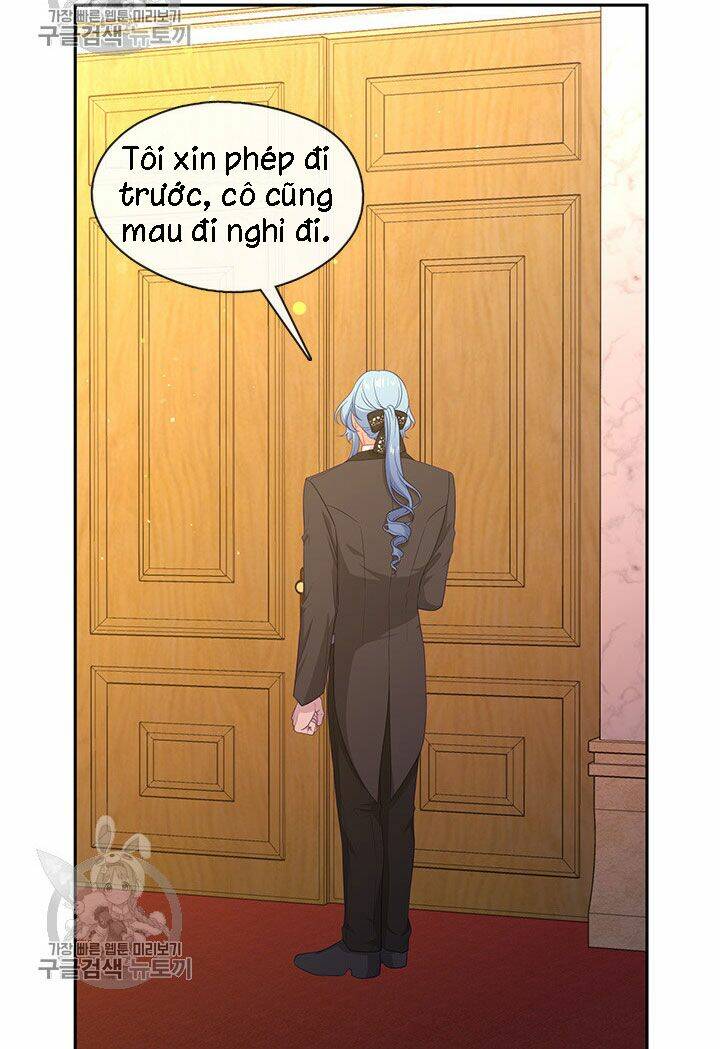 가장 빠른 웹툰 미리보기
구글검색 뉴토끼
Tôi xin phép đi
trước, cô cũng
mau đi nghỉ đi.
가장 빠른 웹툰 미리보기
구글검색 뉴토끼